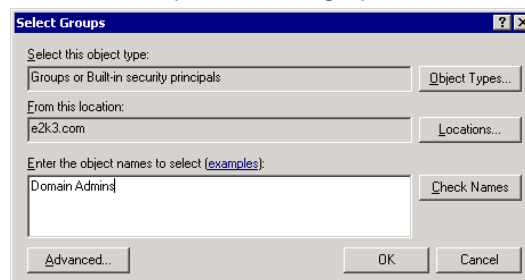 Select Groups
Select this object type:
Groups or Built-in security principals
Object Types...
From this location:
e2k3.com
Locations...
Enter the object names to select (examples):
Domain Admins
Check Names
Advanced...
OK
Cancel